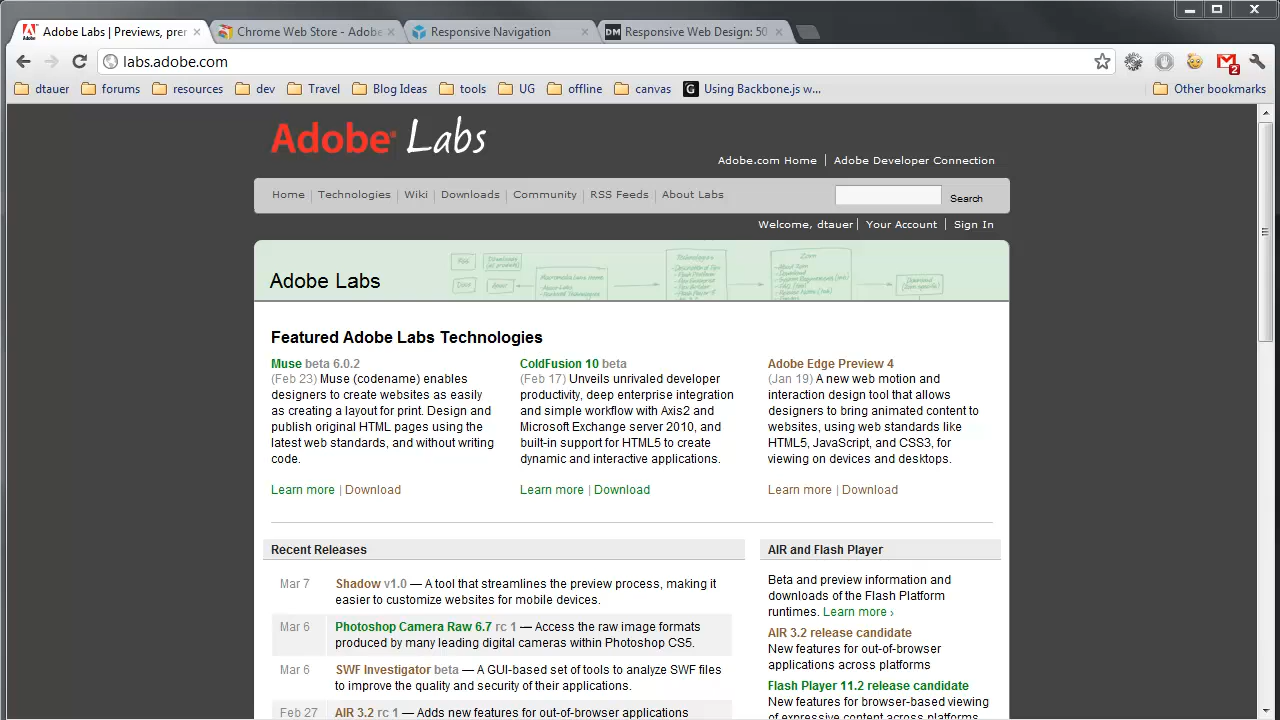 Adobe Labs | Previews, prer
Chrome Web Store - Adobe
Responsive Navigation
DM Responsive Web Design: 50
labs.adobe.com
2
dtauer forums resources dev Travel Blog Ideas tools UG offline canvas G Using Backbone.js w... Other bookmarks
Adobe Labs
Adobe.com Home | Adobe Developer Connection
Home | Technologies | Wiki | Downloads | Community | RSS Feeds | About Labs
Search
Welcome, dtauer | Your Account | Sign In
Adobe Labs
Featured Adobe Labs Technologies
Muse beta 6.0.2
(Feb 23) Muse (codename) enables
designers to create websites as easily
as creating a layout for print. Design and
publish original HTML pages using the
latest web standards, and without writing
code.
Learn more | Download
ColdFusion 10 beta
(Feb 17) Unveils unrivaled developer
productivity, deep enterprise integration
and simple workflow with Axis2 and
Microsoft Exchange server 2010, and
built-in support for HTML5 to create
dynamic and interactive applications.
Learn more | Download
Adobe Edge Preview 4
(Jan 19) A new web motion and
interaction design tool that allows
designers to bring animated content to
websites, using web standards like
HTML5, JavaScript, and CSS3, for
viewing on devices and desktops.
Learn more | Download
Recent Releases
Mar 7 Shadow v1.0 — A tool that streamlines the preview process, making it
easier to customize websites for mobile devices.
Mar 6 Photoshop Camera Raw 6.7 rc 1 — Access the raw image formats
produced by many leading digital cameras within Photoshop CS5.
Mar 6 SWF Investigator beta — A GUI-based set of tools to analyze SWF files
to improve the quality and security of their applications.
Feb 27 AIR 3.2 rc 1 — Adds new features for out-of-browser applications
AIR and Flash Player
Beta and preview information and
downloads of the Flash Platform
runtimes. Learn more ›
AIR 3.2 release candidate
New features for out-of-browser
applications across platforms
Flash Player 11.2 release candidate
New features for browser-based viewing
of expressive content across platforms